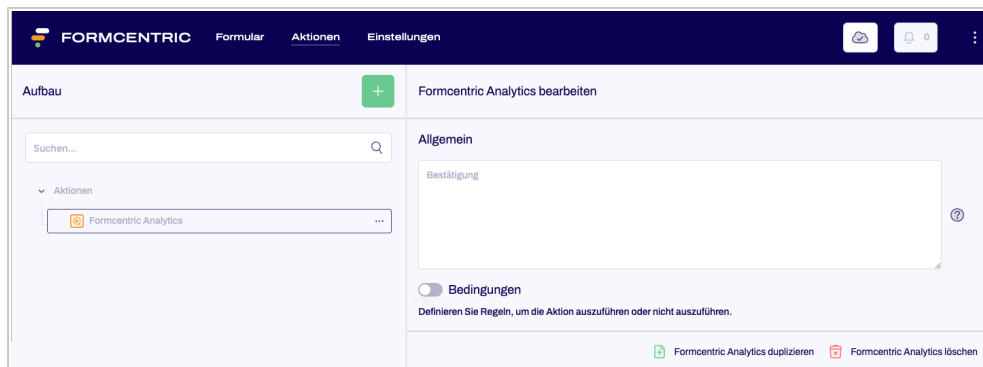 FORMCENTRIC Formular Aktionen Einstellungen 0
Aufbau
Formcentric Analytics bearbeiten
Suchen...
Aktionen
Formcentric Analytics
Allgemein
Bestätigung
Bedingungen
Definieren Sie Regeln, um die Aktion auszuführen oder nicht auszuführen.
Formcentric Analytics duplizieren Formcentric Analytics löschen